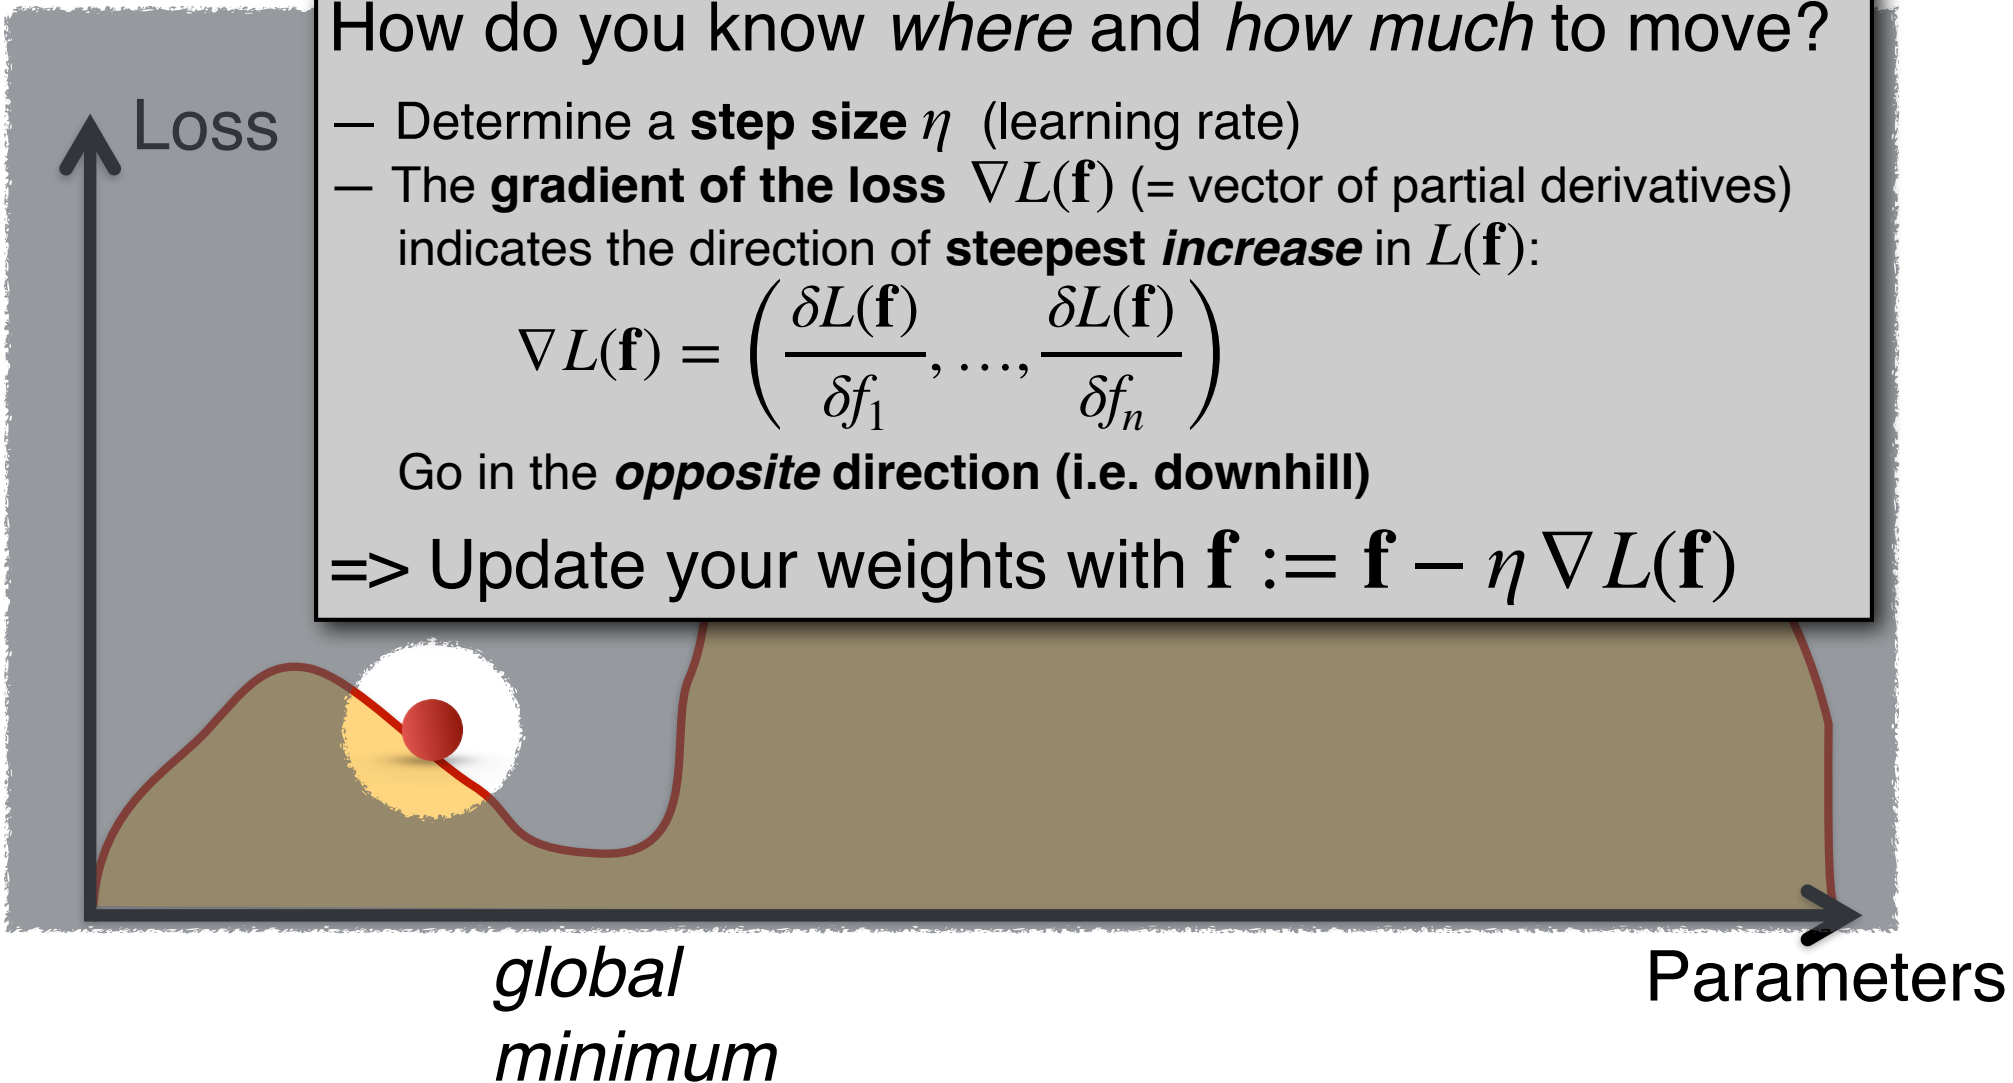 How do you know where and how much to move?
Loss
— Determine a step size η (learning rate)
— The gradient of the loss ∇L(f) (= vector of partial derivatives)
indicates the direction of steepest increase in L(f):
∇L(f) = ( δL(f)/δf₁ , …, δL(f)/δfₙ )
Go in the opposite direction (i.e. downhill)
=> Update your weights with f := f − η ∇L(f)
global
minimum
Parameters